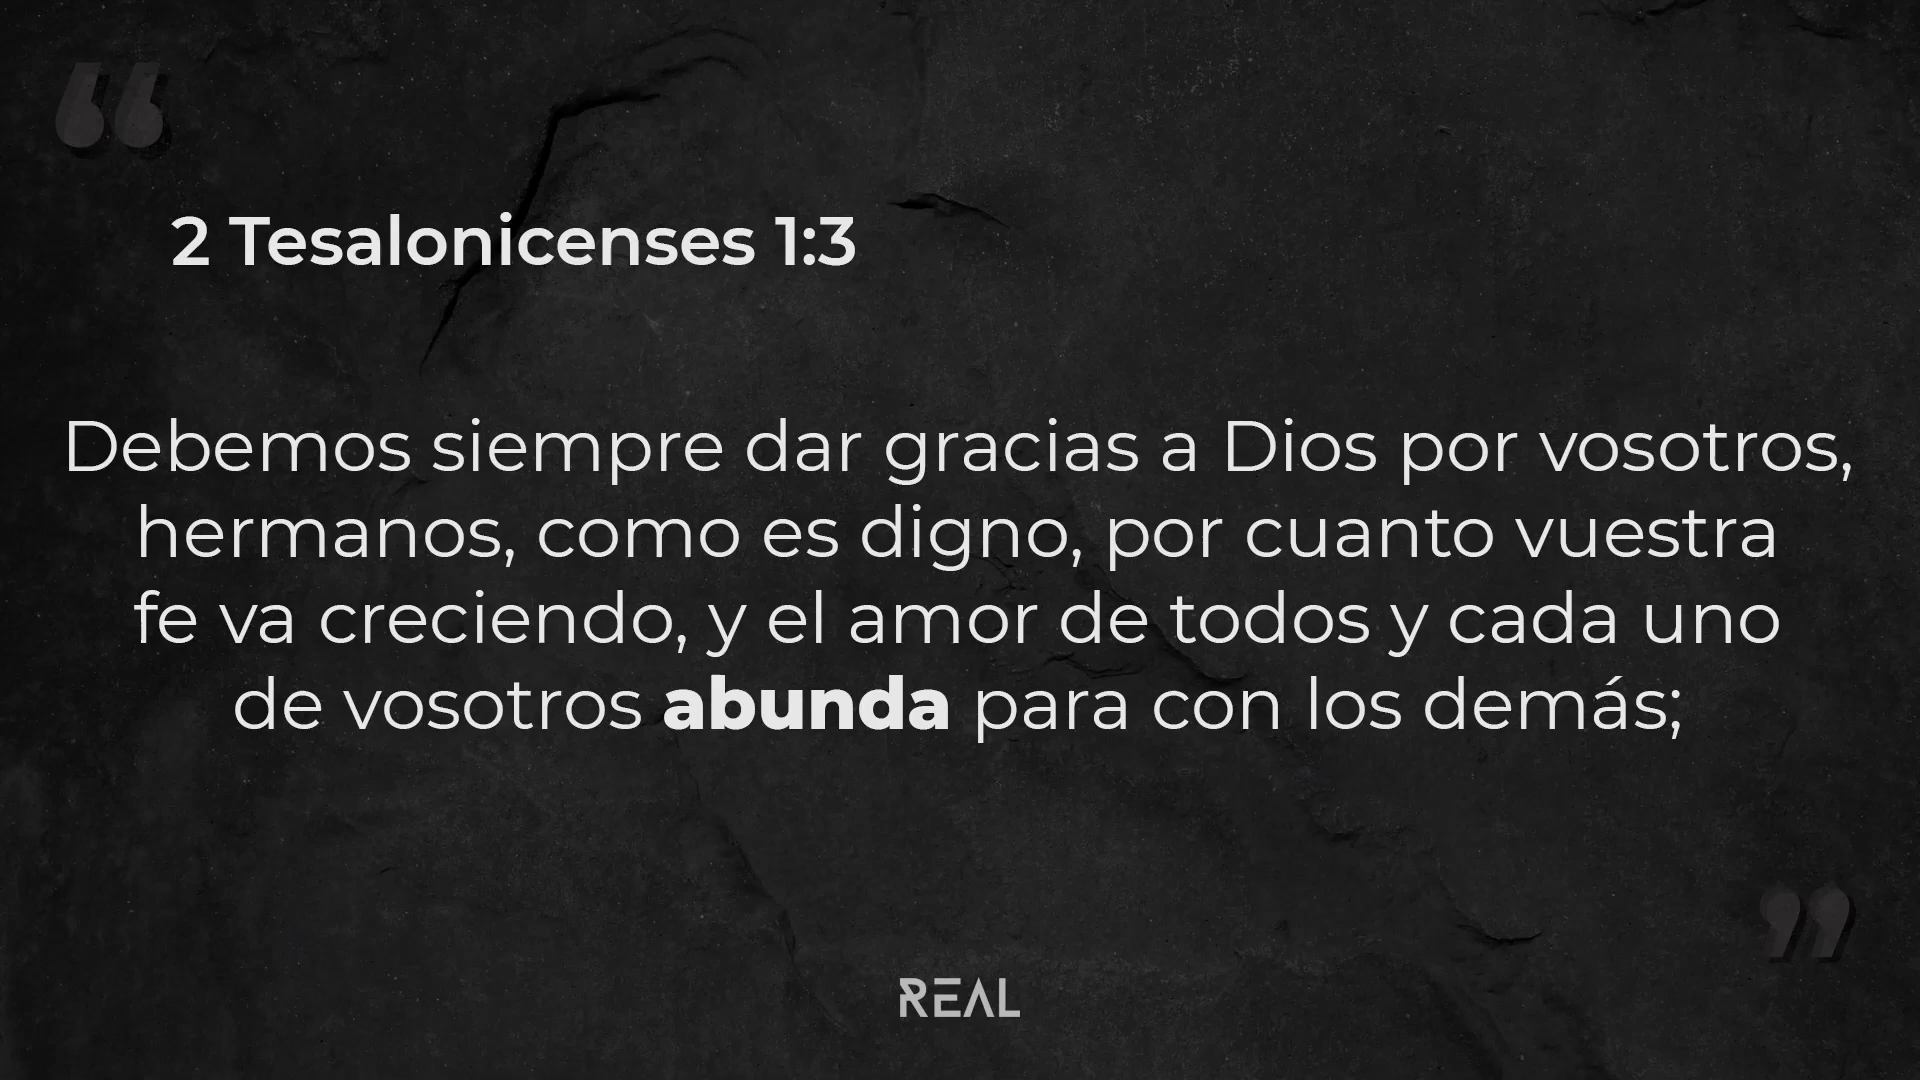 “
2 Tesalonicenses 1:3
Debemos siempre dar gracias a Dios por vosotros,
hermanos, como es digno, por cuanto vuestra
fe va creciendo, y el amor de todos y cada uno
de vosotros abunda para con los demás;
”
REAL